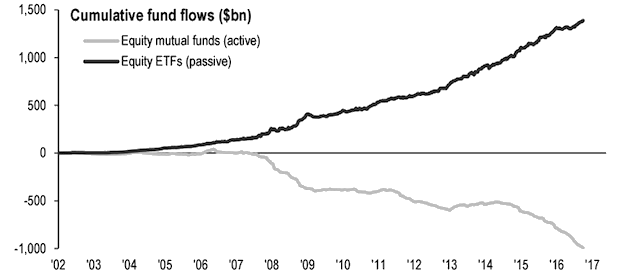 Cumulative fund flows ($bn)
Equity mutual funds (active)
Equity ETFs (passive)
1,500
1,000
500
0
-500
-1,000
'02 '03 '04 '05 '06 '07 '08 '09 '10 '11 '12 '13 '14 '15 '16 '17